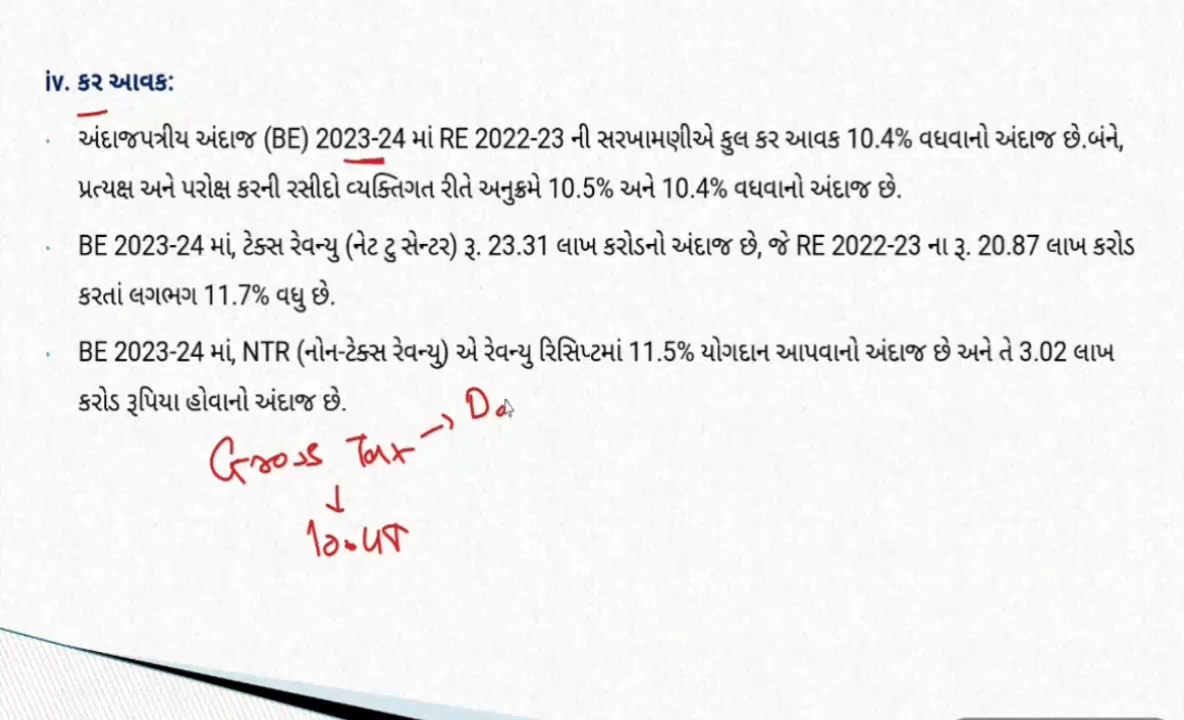 iv. કર આવક:
· અંદાજપત્રીય અંદાજ (BE) 2023-24 માં RE 2022-23 ની સરખામણીએ કુલ કર આવક 10.4% વધવાનો અંદાજ છે.બંને,
પ્રત્યક્ષ અને પરોક્ષ કરની રસીદો વ્યક્તિગત રીતે અનુક્રમે 10.5% અને 10.4% વધવાનો અંદાજ છે.
· BE 2023-24 માં, ટેક્સ રેવન્યુ (નેટ ટુ સેન્ટર) રૂ. 23.31 લાખ કરોડનો અંદાજ છે, જે RE 2022-23 ના રૂ. 20.87 લાખ કરોડ
કરતાં લગભગ 11.7% વધુ છે.
· BE 2023-24 માં, NTR (નોન-ટેક્સ રેવન્યુ) એ રેવન્યુ રિસિપ્ટમાં 11.5% યોગદાન આપવાનો અંદાજ છે અને તે 3.02 લાખ
કરોડ રૂપિયા હોવાનો અંદાજ છે.
Gross Tax →
↓